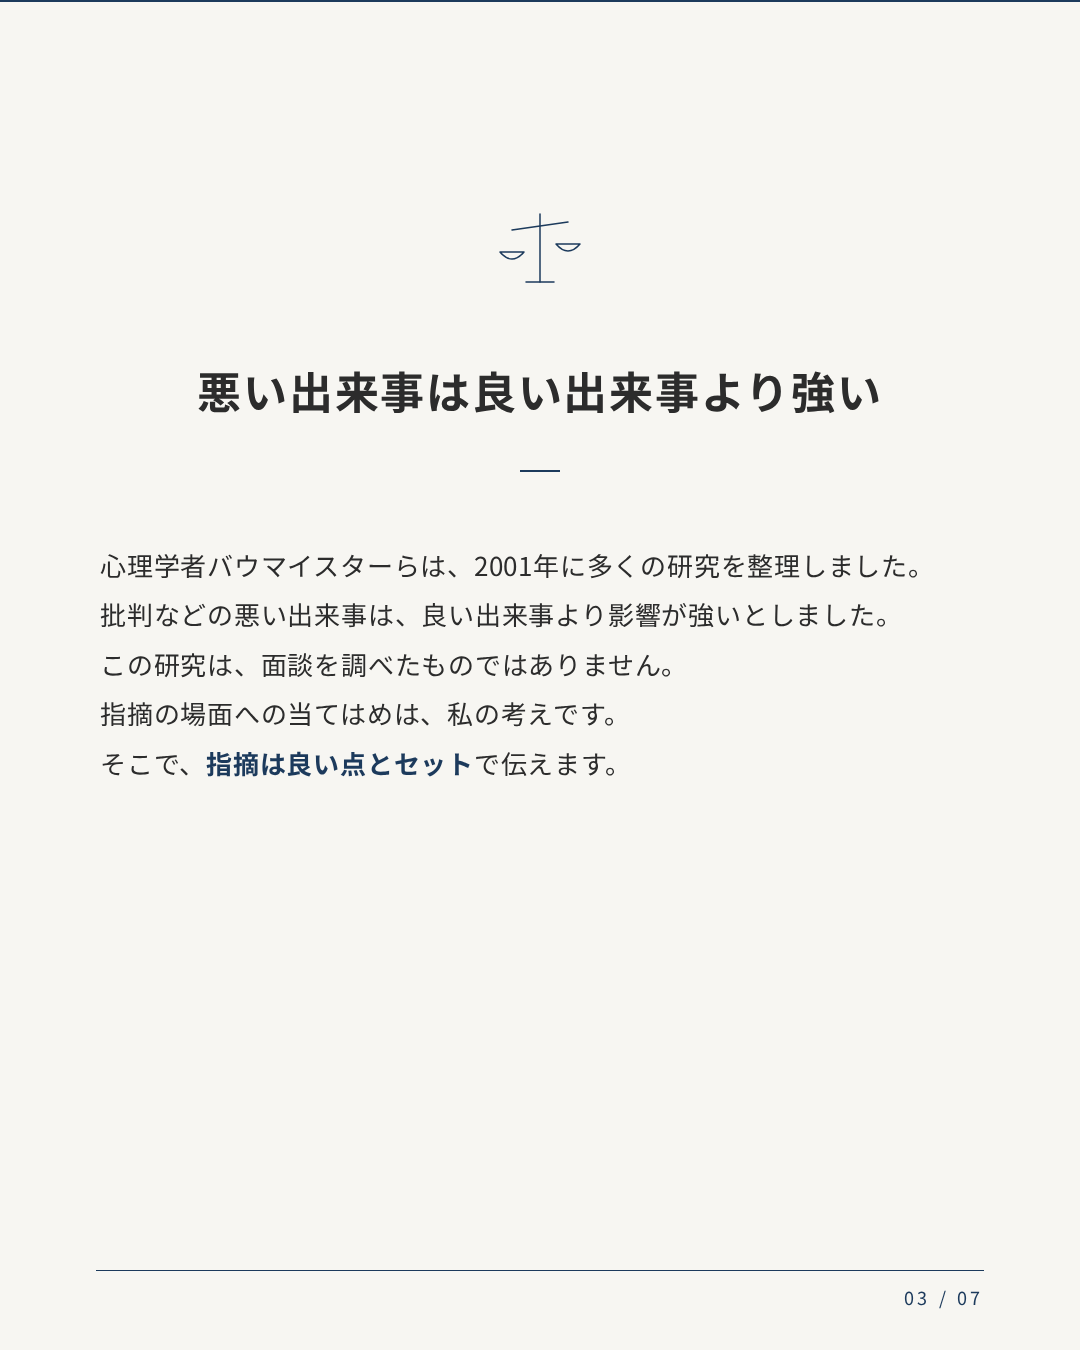 悪い出来事は良い出来事より強い
心理学者バウマイスターらは、2001年に多くの研究を整理しました。
批判などの悪い出来事は、良い出来事より影響が強いとしました。
この研究は、面談を調べたものではありません。
指摘の場面への当てはめは、私の考えです。
そこで、指摘は良い点とセットで伝えます。
03 / 07